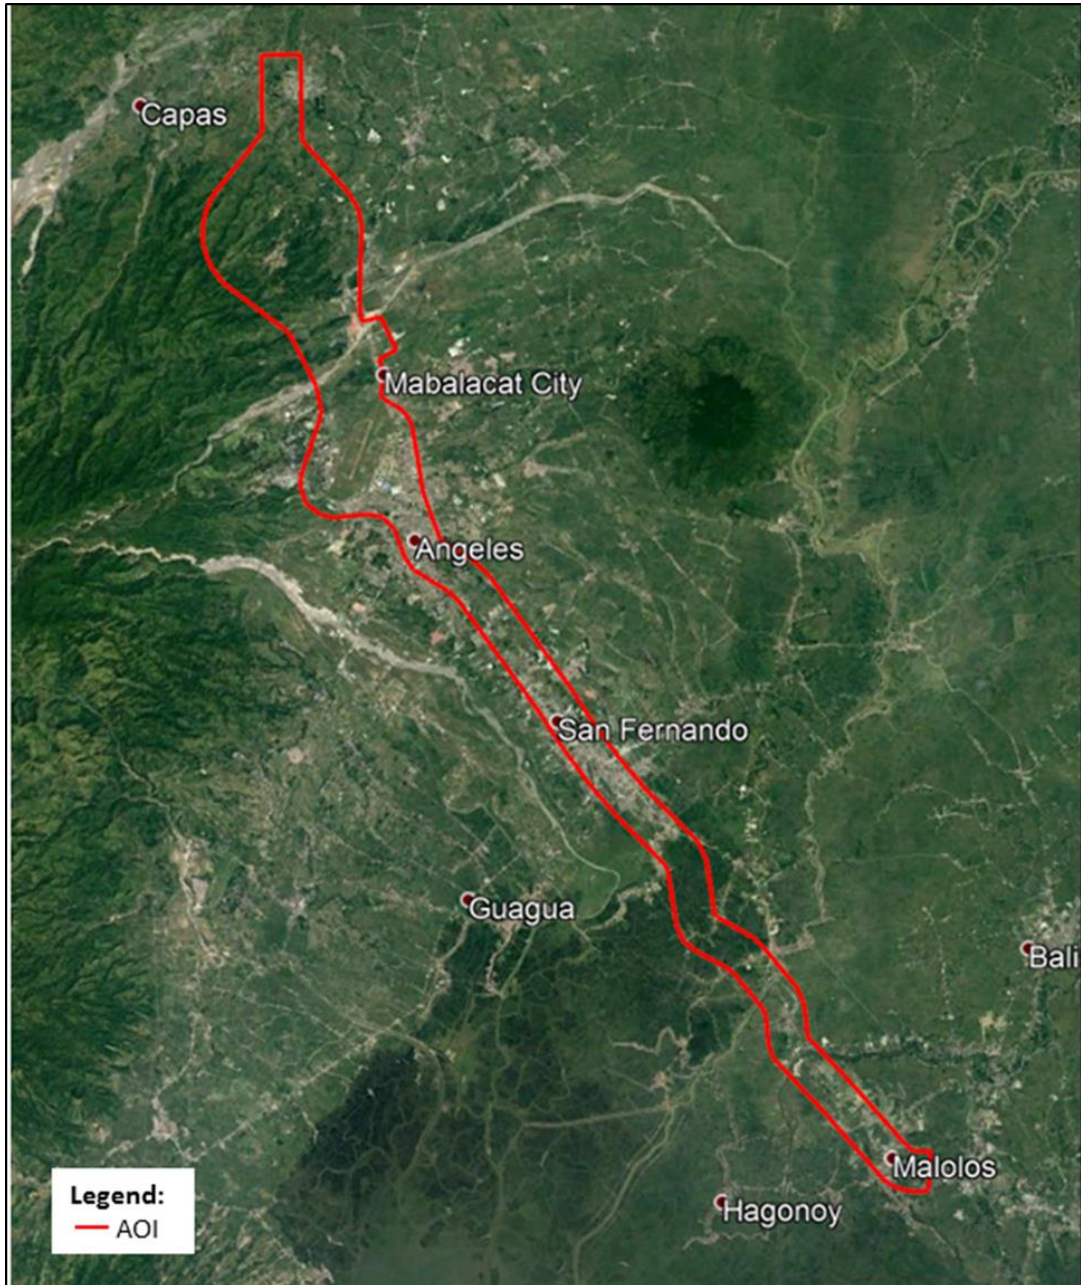 Capas
Mabalacat City
Angeles
San Fernando
Guagua
Bali
Malolos
Hagonoy
Legend:
AOI